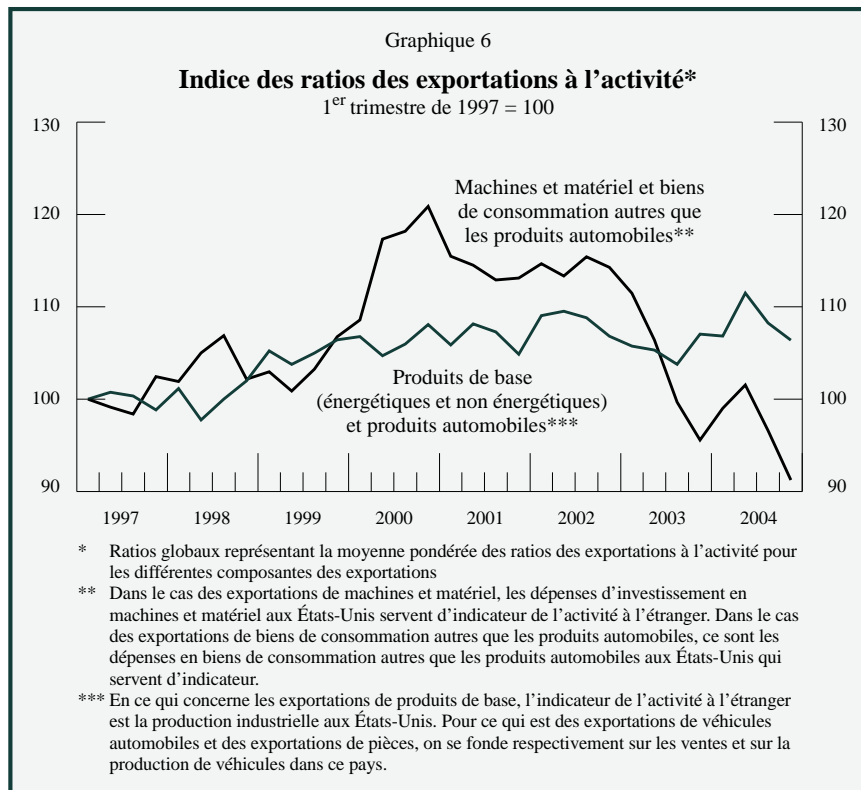 Graphique 6
Indice des ratios des exportations à l’activité*
1er trimestre de 1997 = 100
130 130
Machines et matériel et biens
de consommation autres que
les produits automobiles**
120 120
110 110
Produits de base
(énergétiques et non énergétiques)
et produits automobiles***
100 100
90 90
1997 1998 1999 2000 2001 2002 2003 2004
* Ratios globaux représentant la moyenne pondérée des ratios des exportations à l’activité pour
les différentes composantes des exportations
** Dans le cas des exportations de machines et matériel, les dépenses d’investissement en
machines et matériel aux États-Unis servent d’indicateur de l’activité à l’étranger. Dans le cas
des exportations de biens de consommation autres que les produits automobiles, ce sont les
dépenses en biens de consommation autres que les produits automobiles aux États-Unis qui
servent d’indicateur.
*** En ce qui concerne les exportations de produits de base, l’indicateur de l’activité à l’étranger
est la production industrielle aux États-Unis. Pour ce qui est des exportations de véhicules
automobiles et des exportations de pièces, on se fonde respectivement sur les ventes et sur la
production de véhicules dans ce pays.